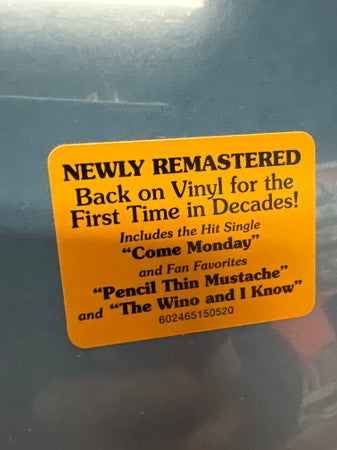 NEWLY REMASTERED
Back on Vinyl for the
First Time in Decades!
Includes the Hit Single
"Come Monday"
and Fan Favorites
"Pencil Thin Mustache"
and "The Wino and I Know"
602465150520